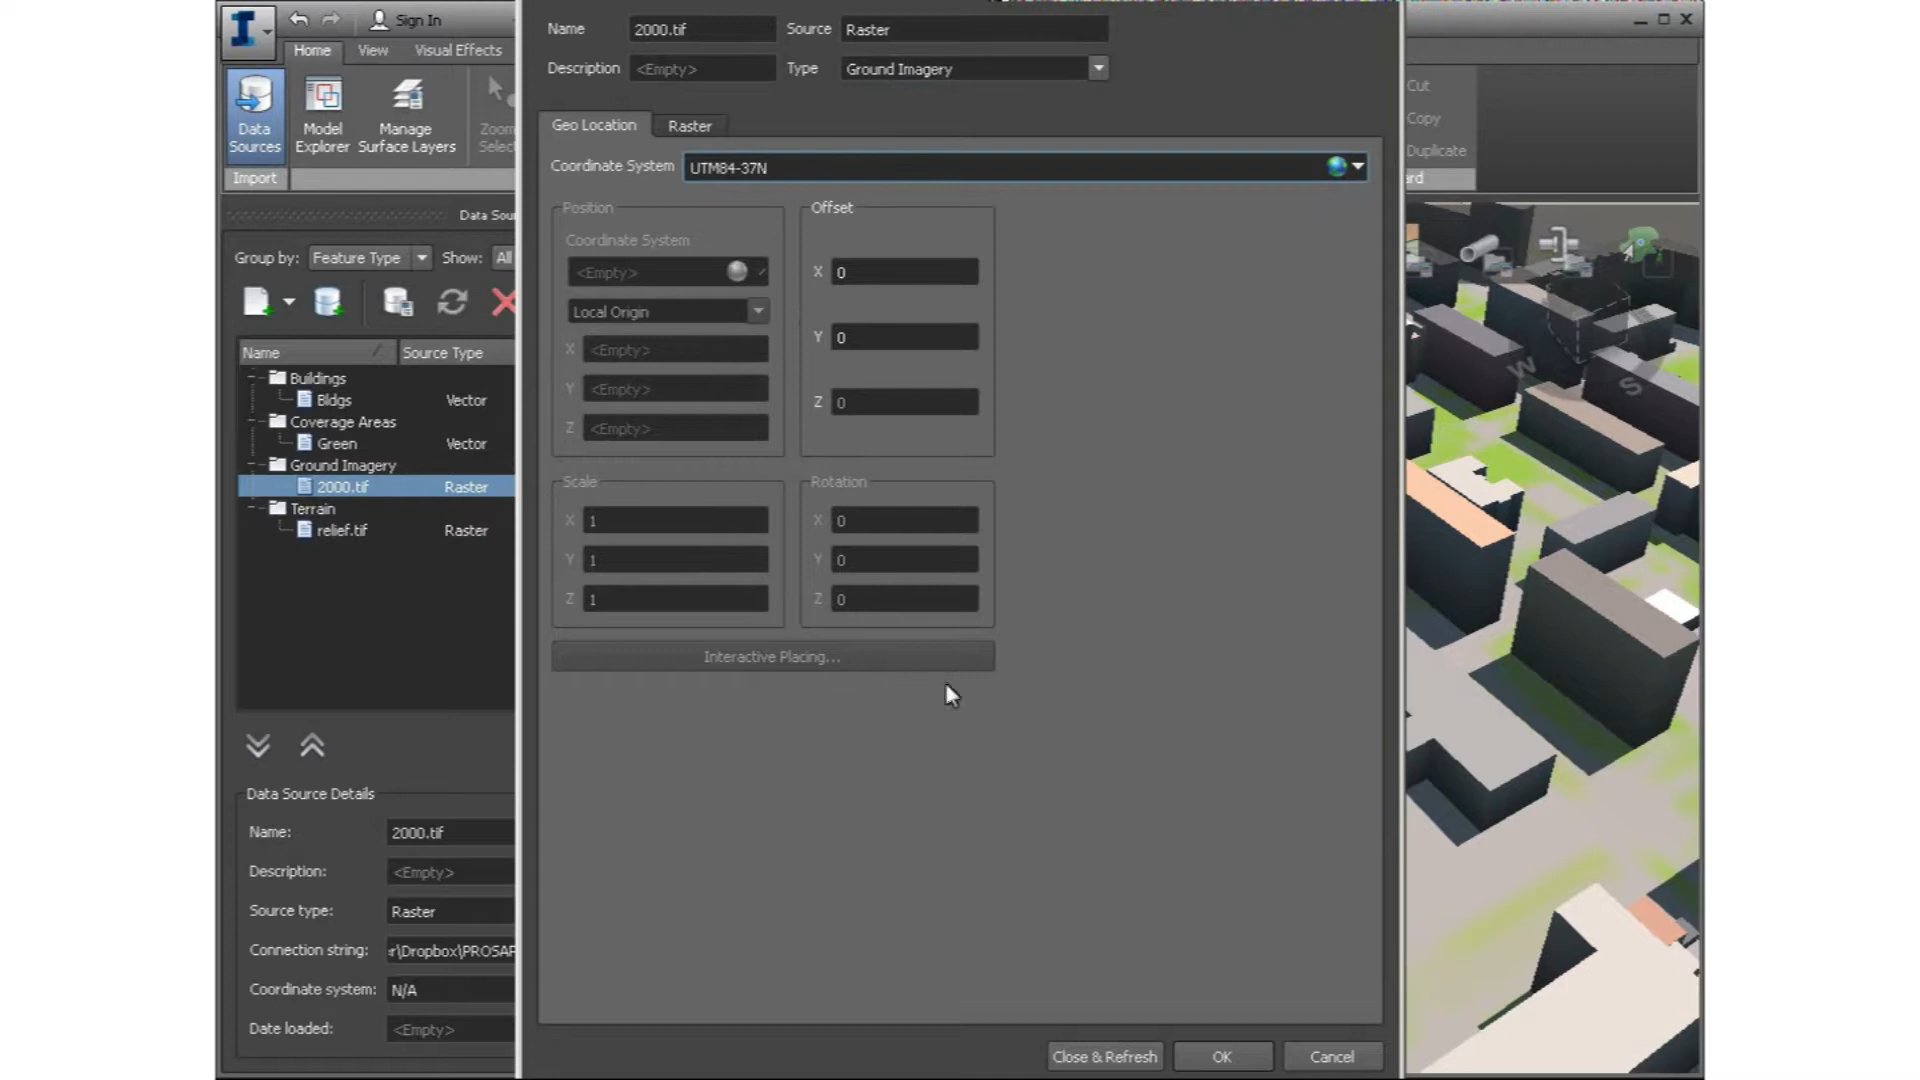 Sign In
Home View Visual Effects
Data Sources
Model Explorer
Manage Surface Layers
Import
Group by: Feature Type Show: All
Name Source Type
Buildings
Bldgs Vector
Coverage Areas
Green Vector
Ground Imagery
2000.tif Raster
Terrain
relief.tif Raster
Data Source Details
Name: 2000.tif
Description: <Empty>
Source type: Raster
Connection string: r\Dropbox\PROSAP
Coordinate system: N/A
Date loaded: <Empty>
Name 2000.tif Source Raster
Description <Empty> Type Ground Imagery
Geo Location Raster
Coordinate System UTM84-37N
Position
Coordinate System
<Empty>
Local Origin
X <Empty>
Y <Empty>
Z <Empty>
Offset
X 0
Y 0
Z 0
Scale
X 1
Y 1
Z 1
Rotation
X 0
Y 0
Z 0
Interactive Placing...
Close & Refresh OK Cancel
Cut
Copy
Duplicate
W
S